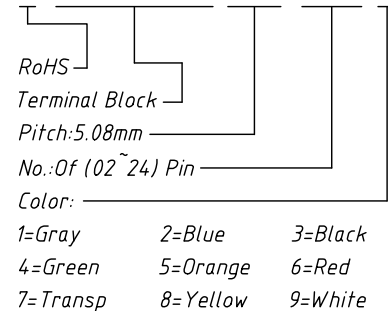 RoHS
Terminal Block
Pitch:5.08mm
No.:Of (02~24) Pin
Color:
1=Gray 2=Blue 3=Black
4=Green 5=Orange 6=Red
7=Transp 8=Yellow 9=White